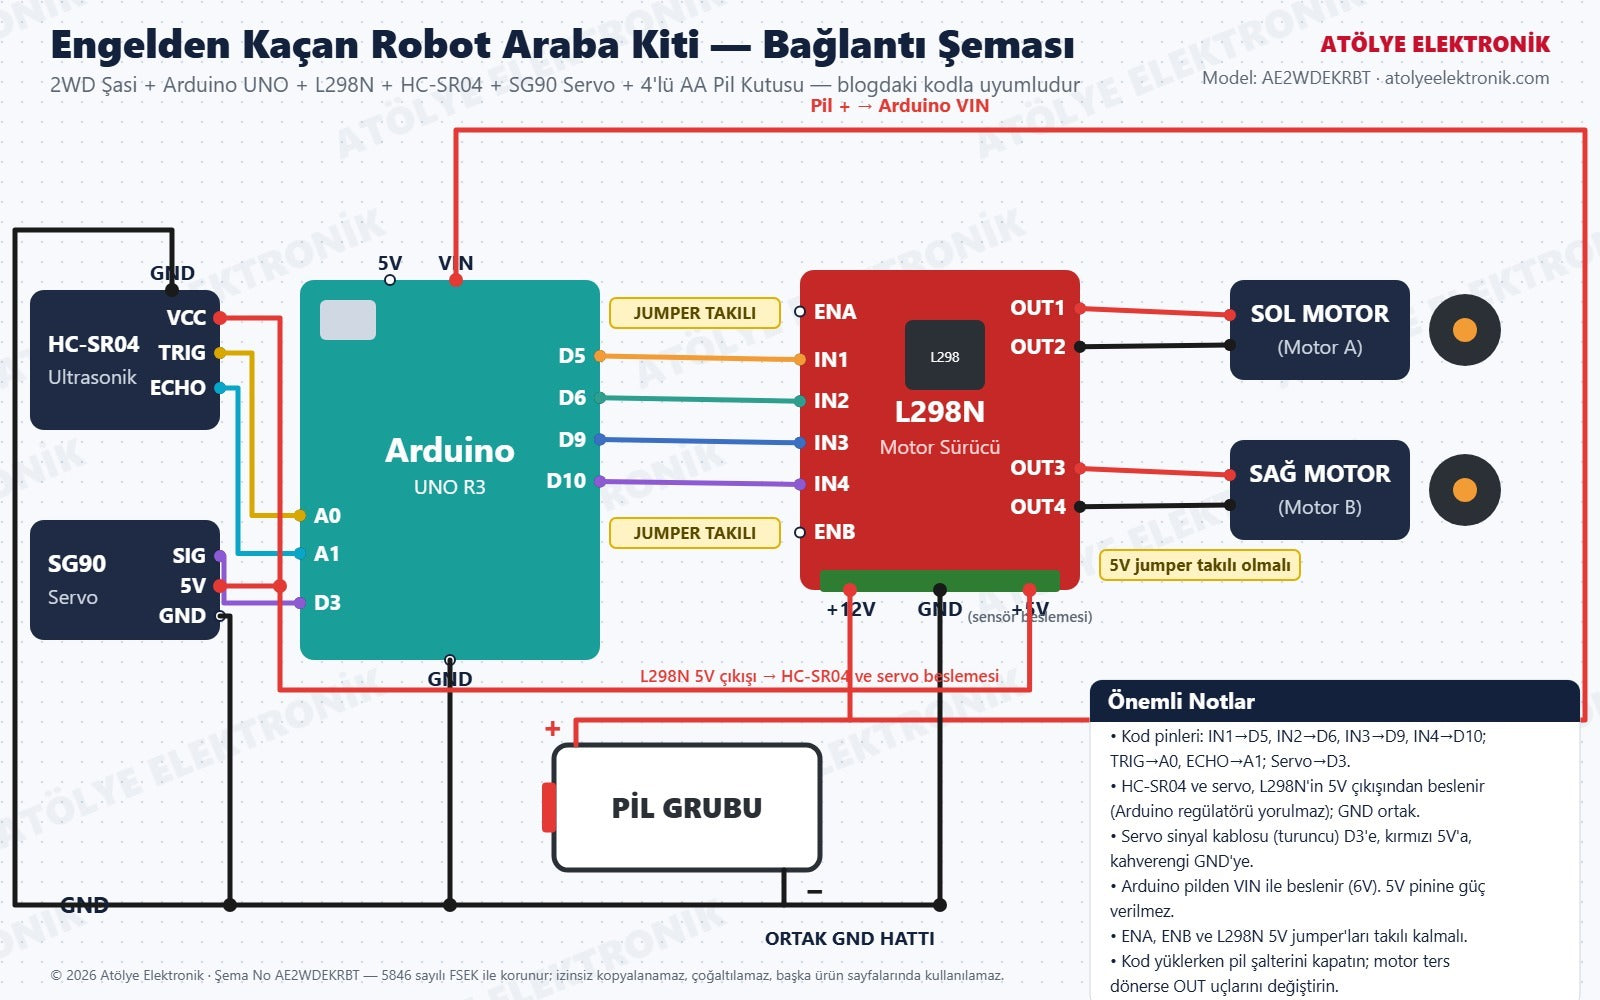 Engelden Kaçan Robot Araba Kiti — Bağlantı Şeması
ATÖLYE ELEKTRONİK
2WD Şasi + Arduino UNO + L298N + HC-SR04 + SG90 Servo + 4'lü AA Pil Kutusu — blogdaki kodla uyumludur
Model: AE2WDEKRBT · atolyeelektronik.com
Pil + → Arduino VIN
GND
HC-SR04
Ultrasonik
VCC
TRIG
ECHO
SG90
Servo
SIG
5V
GND
5V
VIN
Arduino
UNO R3
D5
D6
D9
D10
A0
A1
D3
GND
JUMPER TAKILI
JUMPER TAKILI
ENA
IN1
IN2
IN3
IN4
ENB
L298
L298N
Motor Sürücü
OUT1
OUT2
OUT3
OUT4
+12V
GND
+5V
(sensör beslemesi)
SOL MOTOR
(Motor A)
SAĞ MOTOR
(Motor B)
5V jumper takılı olmalı
L298N 5V çıkışı → HC-SR04 ve servo beslemesi
+
PİL GRUBU
–
GND
ORTAK GND HATTI
Önemli Notlar
• Kod pinleri: IN1→D5, IN2→D6, IN3→D9, IN4→D10;
TRIG→A0, ECHO→A1; Servo→D3.
• HC-SR04 ve servo, L298N'in 5V çıkışından beslenir
(Arduino regülatörü yorulmaz); GND ortak.
• Servo sinyal kablosu (turuncu) D3'e, kırmızı 5V'a,
kahverengi GND'ye.
• Arduino pilden VIN ile beslenir (6V). 5V pinine güç
verilmez.
• ENA, ENB ve L298N 5V jumper'ları takılı kalmalı.
• Kod yüklerken pil şalterini kapatın; motor ters
dönerse OUT uçlarını değiştirin.
© 2026 Atölye Elektronik · Şema No AE2WDEKRBT — 5846 sayılı FSEK ile korunur; izinsiz kopyalanamaz, çoğaltılamaz, başka ürün sayfalarında kullanılamaz.